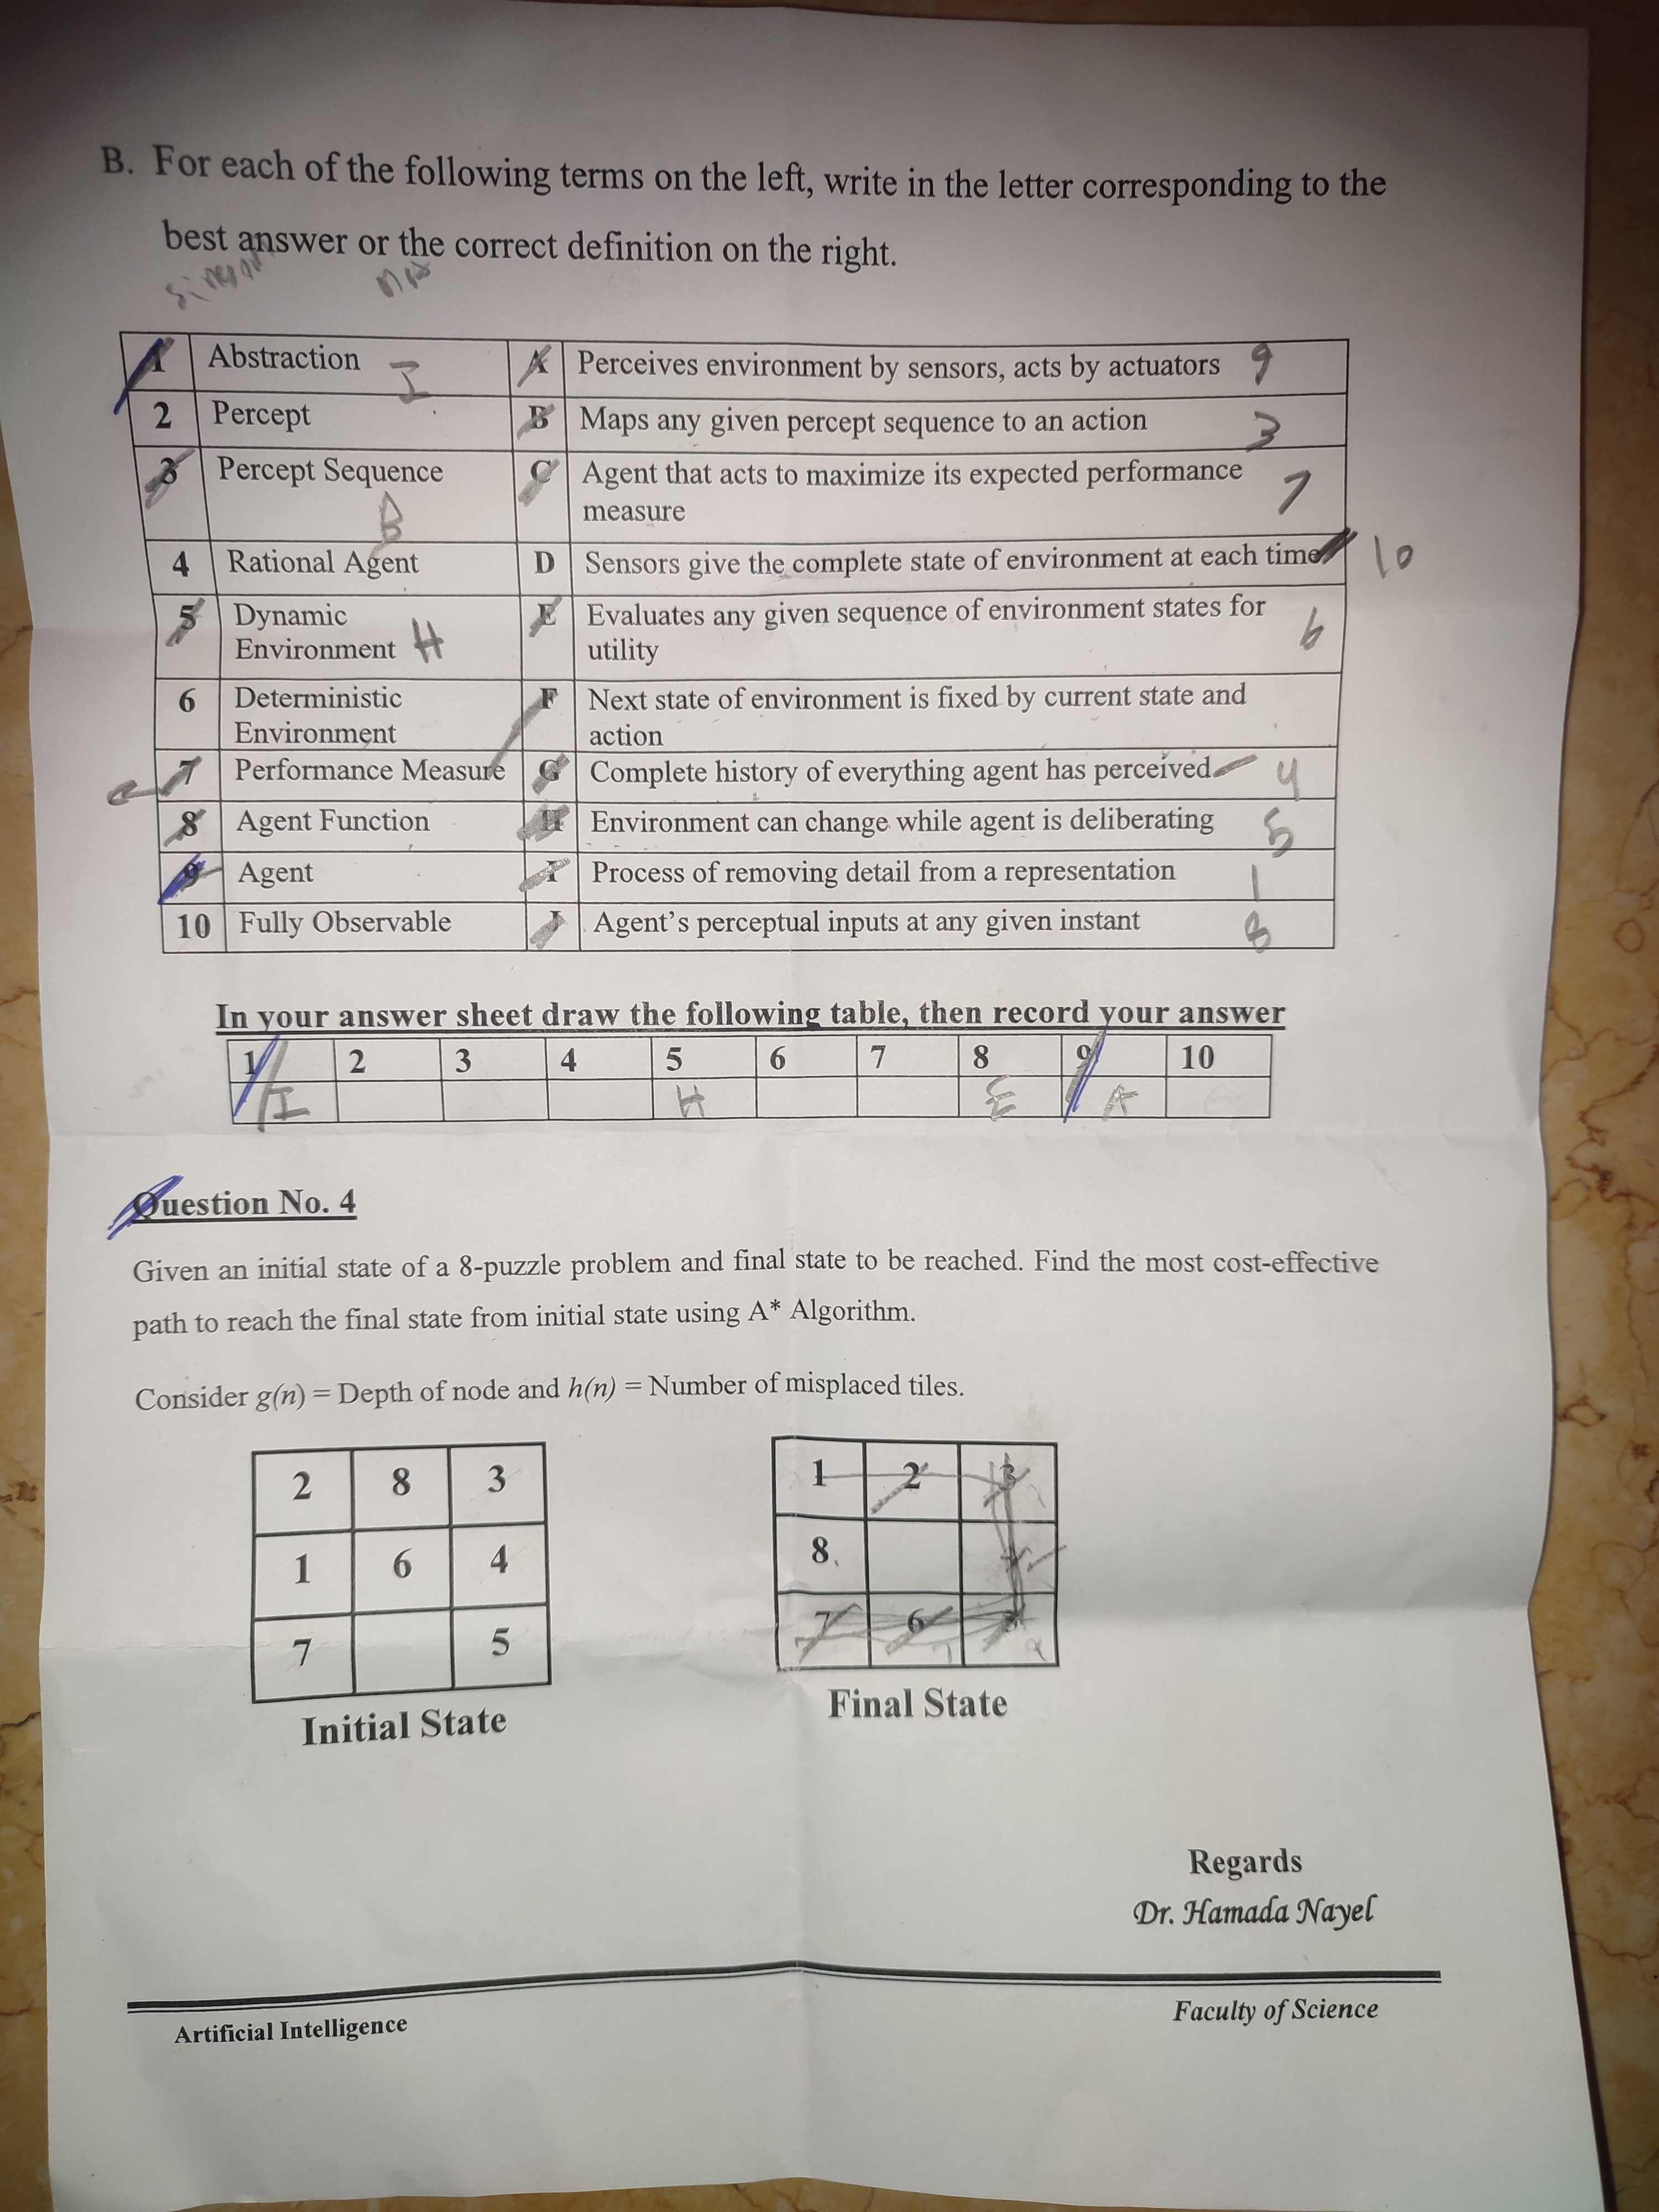 B. For each of the following terms on the left, write in the letter corresponding to the
best answer or the correct definition on the right.
1 Abstraction I A Perceives environment by sensors, acts by actuators 9
2 Percept B Maps any given percept sequence to an action 3
3 Percept Sequence B C Agent that acts to maximize its expected performance
measure 7
4 Rational Agent D Sensors give the complete state of environment at each time 10
5 Dynamic
Environment H E Evaluates any given sequence of environment states for
utility 6
6 Deterministic
Environment F Next state of environment is fixed by current state and
action
7 Performance Measure G Complete history of everything agent has perceived 4
8 Agent Function H Environment can change while agent is deliberating 5
9 Agent I Process of removing detail from a representation 1
10 Fully Observable J Agent's perceptual inputs at any given instant 8
In your answer sheet draw the following table, then record your answer
1 2 3 4 5 6 7 8 9 10
I H E A
Question No. 4
Given an initial state of a 8-puzzle problem and final state to be reached. Find the most cost-effective
path to reach the final state from initial state using A* Algorithm.
Consider g(n) = Depth of node and h(n) = Number of misplaced tiles.
2 8 3
1 6 4
7 5
Initial State
1 2 3
8
7 6
Final State
Regards
Dr. Hamada Nayel
Artificial Intelligence
Faculty of Science